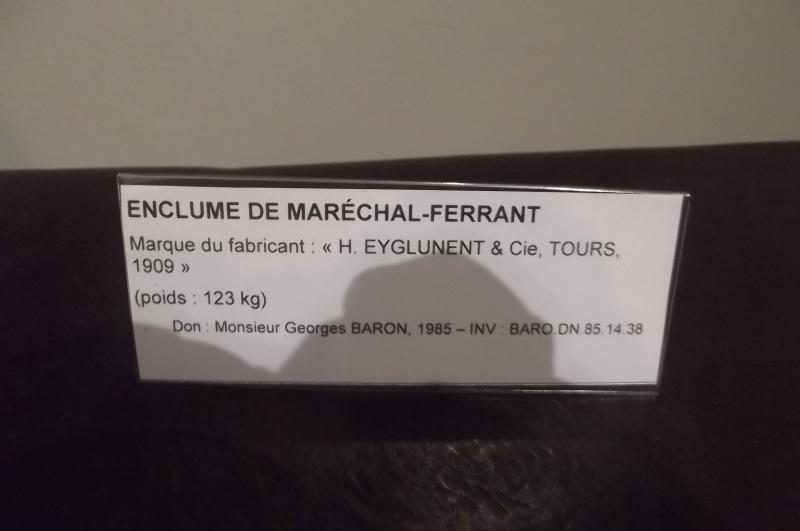 ENCLUME DE MARÉCHAL-FERRANT
Marque du fabricant : « H. EYGLUNENT & Cie, TOURS,
1909 »
(poids : 123 kg)
Don : Monsieur Georges BARON, 1985 – INV : BARO.DN.85.14.38